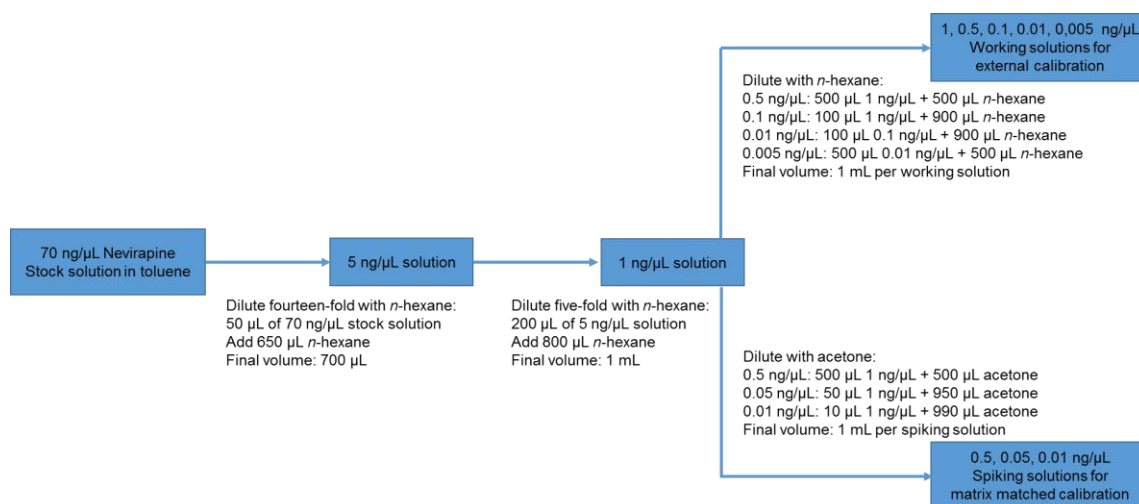 1, 0.5, 0.1, 0.01, 0,005 ng/µL
Working solutions for
external calibration
Dilute with n-hexane:
0.5 ng/µL: 500 µL 1 ng/µL + 500 µL n-hexane
0.1 ng/µL: 100 µL 1 ng/µL + 900 µL n-hexane
0.01 ng/µL: 100 µL 0.1 ng/µL + 900 µL n-hexane
0.005 ng/µL: 500 µL 0.01 ng/µL + 500 µL n-hexane
Final volume: 1 mL per working solution
70 ng/µL Nevirapine
Stock solution in toluene
5 ng/µL solution
1 ng/µL solution
Dilute fourteen-fold with n-hexane:
50 µL of 70 ng/µL stock solution
Add 650 µL n-hexane
Final volume: 700 µL
Dilute five-fold with n-hexane:
200 µL of 5 ng/µL solution
Add 800 µL n-hexane
Final volume: 1 mL
Dilute with acetone:
0.5 ng/µL: 500 µL 1 ng/µL + 500 µL acetone
0.05 ng/µL: 50 µL 1 ng/µL + 950 µL acetone
0.01 ng/µL: 10 µL 1 ng/µL + 990 µL acetone
Final volume: 1 mL per spiking solution
0.5, 0.05, 0.01 ng/µL
Spiking solutions for
matrix matched calibration